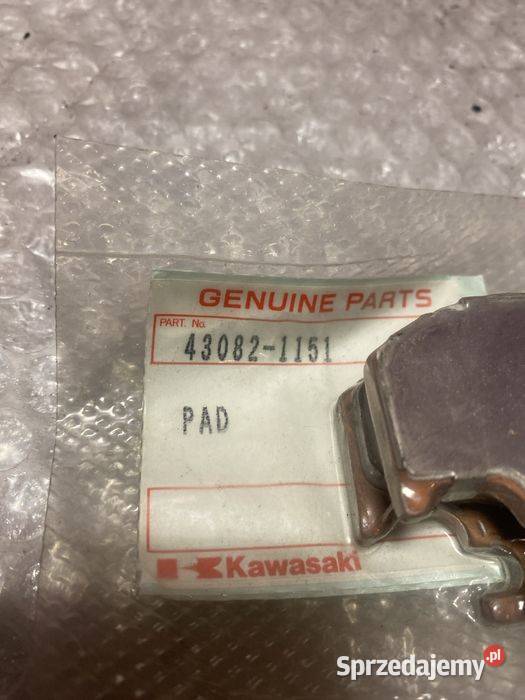 GENUINE PARTS
PART. No.
43082-1151
PAD
Kawasaki
Sprzedajemy.pl